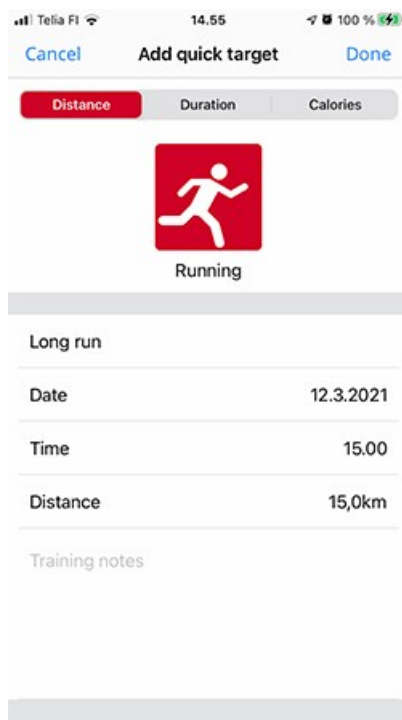 Telia FI 14.55 100 %
Cancel Add quick target Done
Distance Duration Calories
Running
Long run
Date 12.3.2021
Time 15.00
Distance 15,0km
Training notes